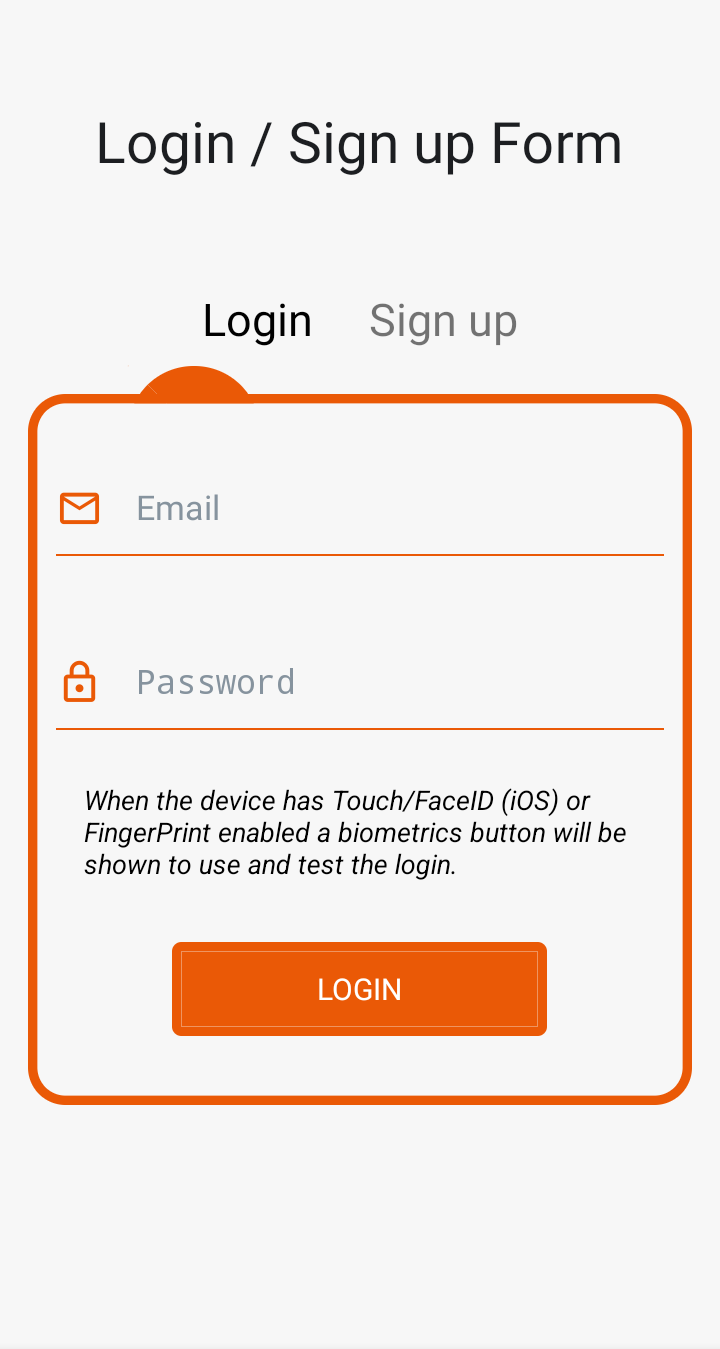 Login / Sign up Form
Login Sign up
Email
Password
When the device has Touch/FaceID (iOS) or
FingerPrint enabled a biometrics button will be
shown to use and test the login.
LOGIN